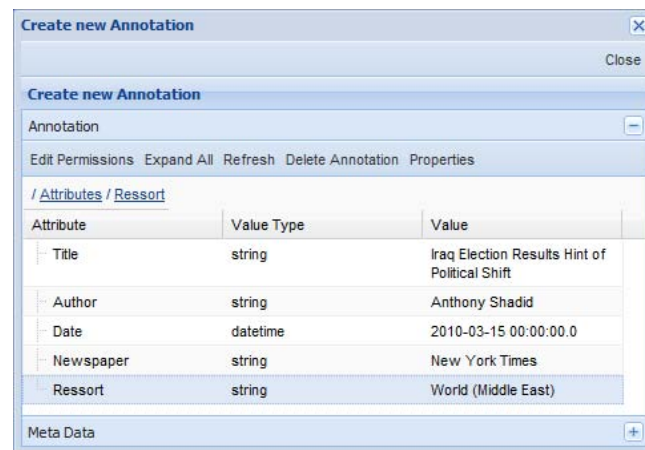 Create new Annotation
Close
Create new Annotation
Annotation
Edit Permissions Expand All Refresh Delete Annotation Properties
/ Attributes / Ressort
Attribute Value Type Value
Title string Iraq Election Results Hint of
Political Shift
Author string Anthony Shadid
Date datetime 2010-03-15 00:00:00.0
Newspaper string New York Times
Ressort string World (Middle East)
Meta Data